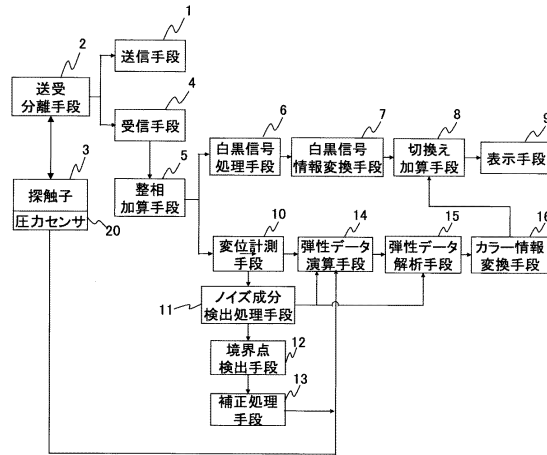 1
送信手段
2
送受
分離手段
4
受信手段
3
探触子
圧力センサ
20
5
整相
加算手段
6
白黒信号
処理手段
7
白黒信号
情報変換手段
8
切換え
加算手段
9
表示手段
10
変位計測
手段
14
弾性データ
演算手段
15
弾性データ
解析手段
16
カラー情報
変換手段
11
ノイズ成分
検出処理手段
12
境界点
検出手段
13
補正処理
手段